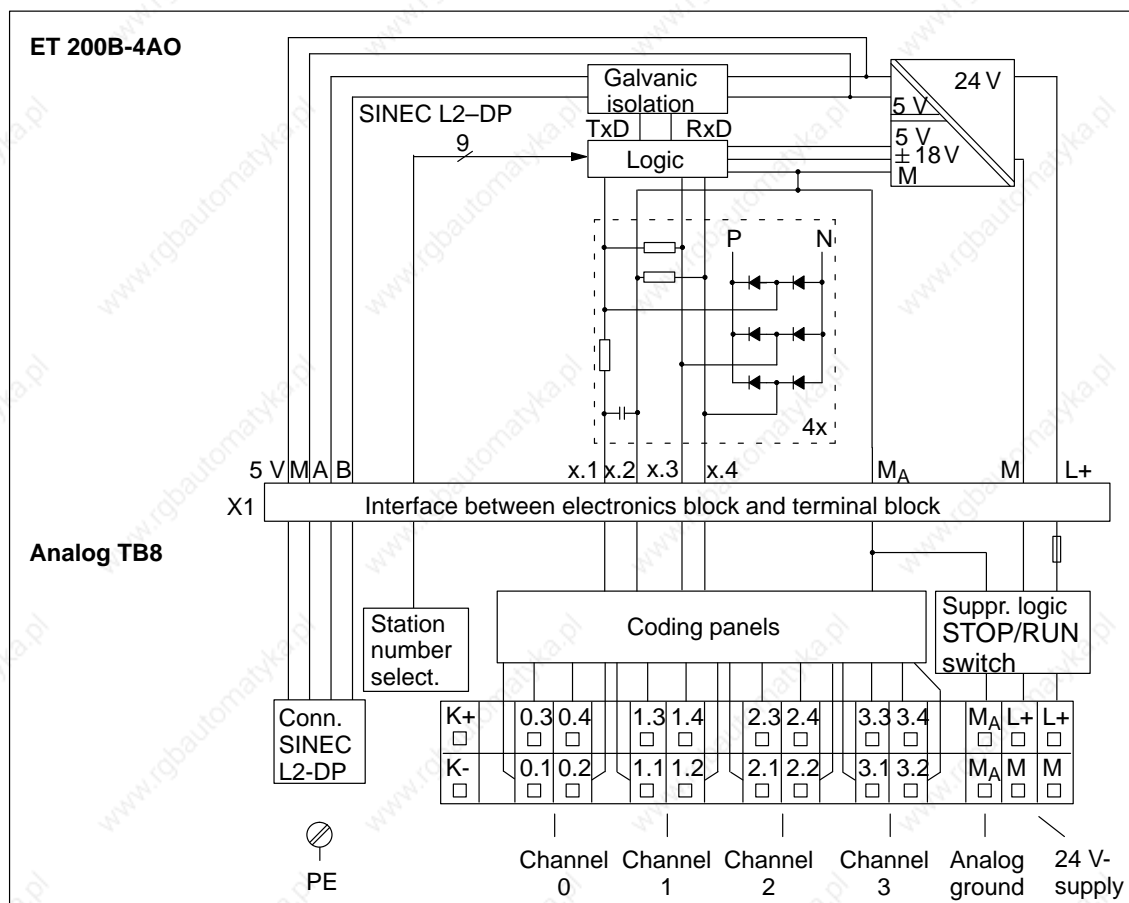 ET 200B-4AO
Galvanic
isolation
24 V
5 V
5 V
± 18 V
M
SINEC L2–DP
9
TxD RxD
Logic
P N
4x
5 V M A B x.1 x.2 x.3 x.4 MA M L+
X1 Interface between electronics block and terminal block
Analog TB8
Station
number
select.
Coding panels
Suppr. logic
STOP/RUN
switch
Conn.
SINEC
L2-DP
K+ 0.3 0.4 1.3 1.4 2.3 2.4 3.3 3.4 MA L+ L+
K- 0.1 0.2 1.1 1.2 2.1 2.2 3.1 3.2 MA M M
PE
Channel
0
Channel
1
Channel
2
Channel
3
Analog
ground
24 V-
supply
www.rgbautomatyka.pl